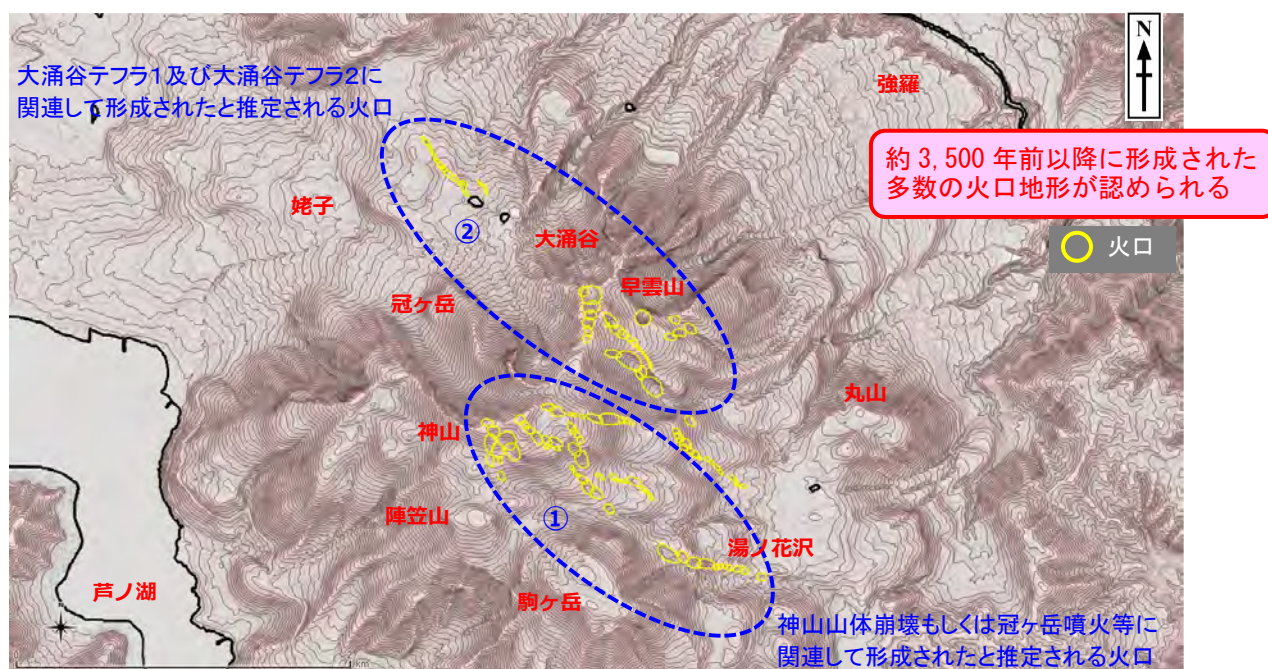 大涌谷テフラ1及び大涌谷テフラ2に
関連して形成されたと推定される火口
N
強羅
約3,500年前以降に形成された
多数の火口地形が認められる
火口
姥子
②
大涌谷
早雲山
冠ヶ岳
丸山
神山
陣笠山
①
湯ノ花沢
芦ノ湖
駒ヶ岳
神山山体崩壊もしくは冠ヶ岳噴火等に
関連して形成されたと推定される火口
km